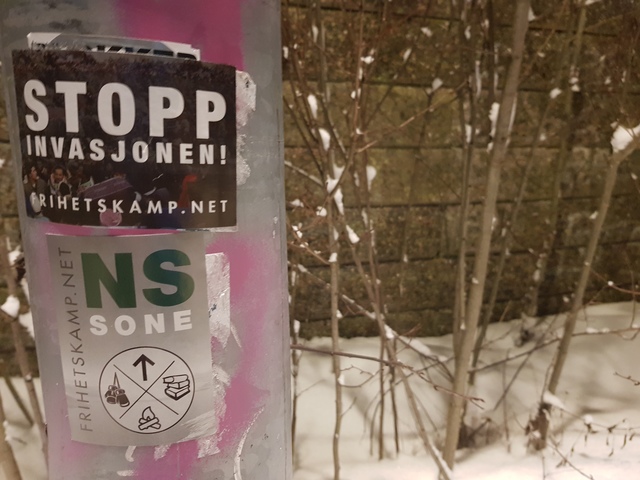 STOPP
INVASJONEN!
FRIHETSKAMP.NET
FRIHETSKAMP.NET
NS
SONE